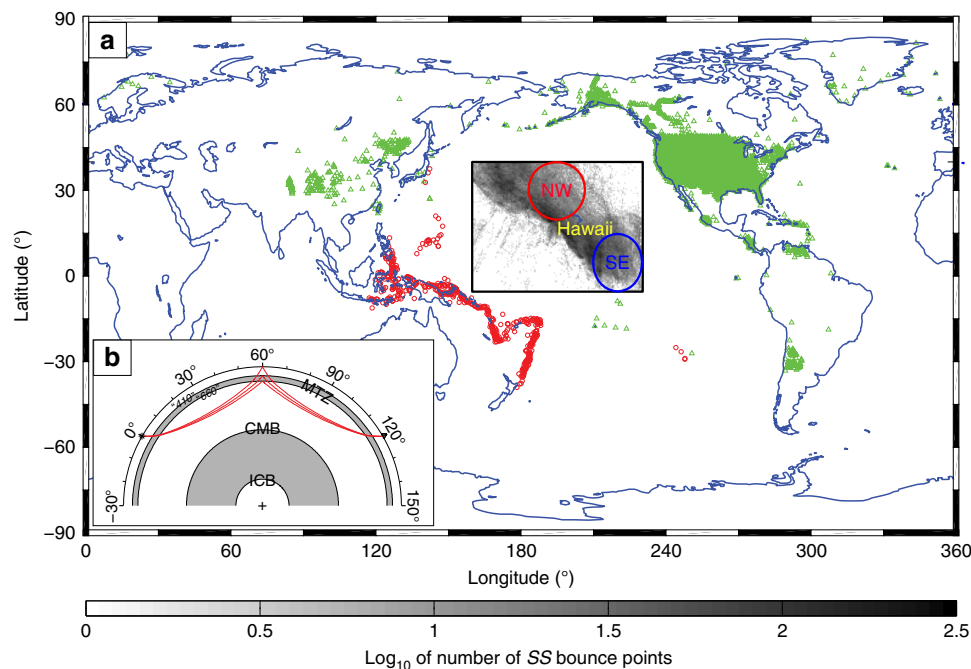 90
a
60
30
0
−30
−60
−90
Latitude (°)
NW
Hawaii
SE
b
60°
30°
90°
0°
120°
−30°
150°
"410"
"660"
MTZ
CMB
ICB
0
60
120
180
240
300
360
Longitude (°)
0
0.5
1
1.5
2
2.5
Log10 of number of SS bounce points